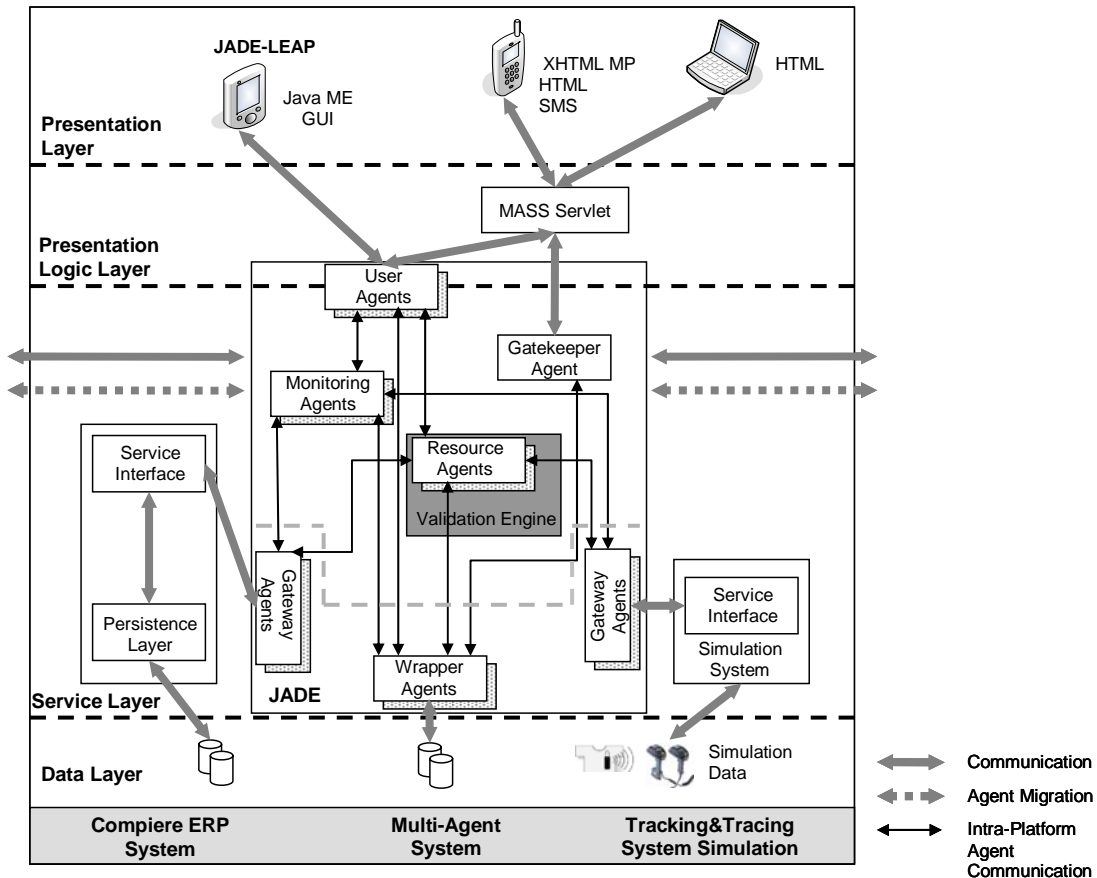 JADE-LEAP
Java ME
GUI
XHTML MP
HTML
SMS
HTML
Presentation
Layer
MASS Servlet
Presentation
Logic Layer
User
Agents
Gatekeeper
Agent
Monitoring
Agents
Service
Interface
Resource
Agents
Validation Engine
Gateway
Agents
Gateway
Agents
Service
Interface
Simulation
System
Persistence
Layer
Wrapper
Agents
JADE
Service Layer
Data Layer
Simulation
Data
Compiere ERP
System
Multi-Agent
System
Tracking&Tracing
System Simulation
Communication
Agent Migration
Intra-Platform
Agent
Communication